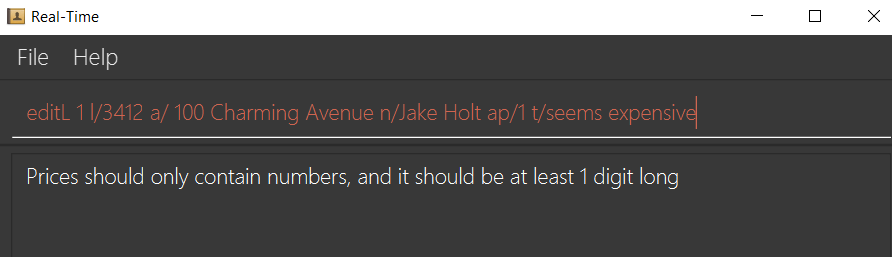 Real-Time
File Help
editL 1 l/3412 a/ 100 Charming Avenue n/Jake Holt ap/1 t/seems expensive
Prices should only contain numbers, and it should be at least 1 digit long